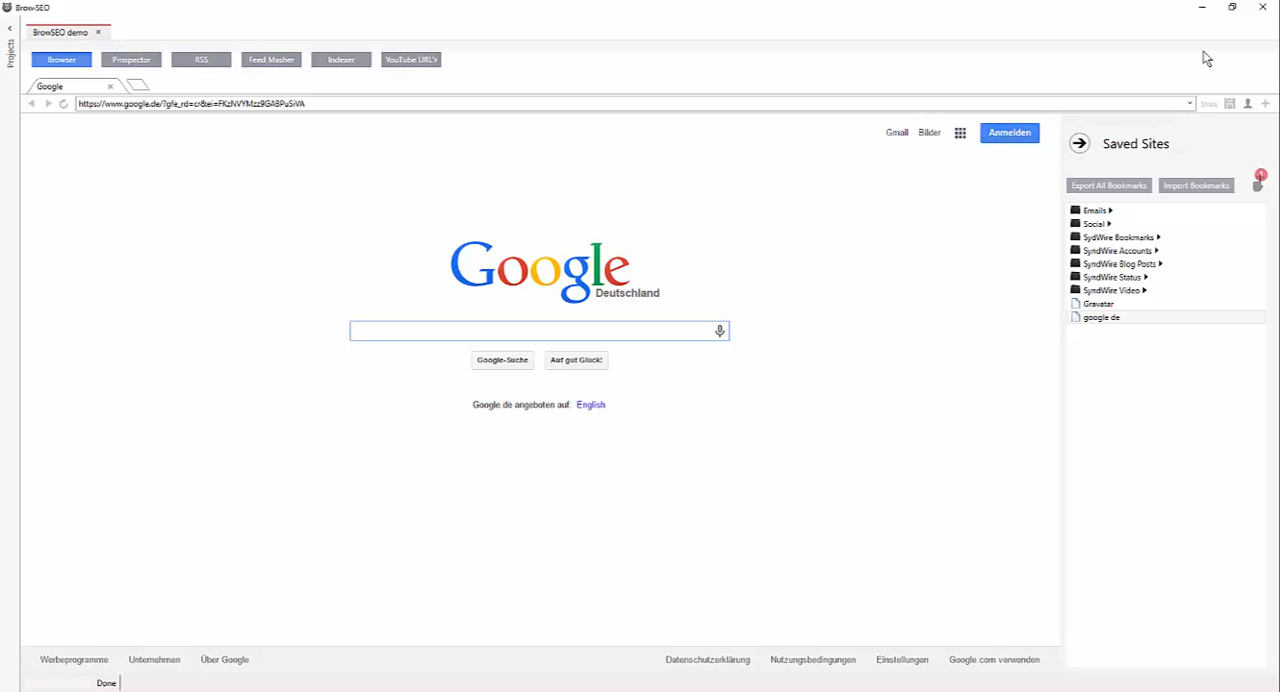 Brow-SEO
BrowSEO demo
Projects
Browser Prospector RSS Feed Masher Indexer YouTube URL's
Google
https://www.google.de/?gfe_rd=cr&ei=FKzNVYMzz9GA8PuSiVA
Share
Gmail Bilder Anmelden
Saved Sites
Export All Bookmarks Import Bookmarks
Emails
Social
SydWire Bookmarks
SyndWire Accounts
SyndWire Blog Posts
SyndWire Status
SyndWire Video
Gravatar
google de
Google
Deutschland
Google-Suche Auf gut Glück!
Google.de angeboten auf: English
Werbeprogramme Unternehmen Über Google Datenschutzerklärung Nutzungsbedingungen Einstellungen Google.com verwenden
Done